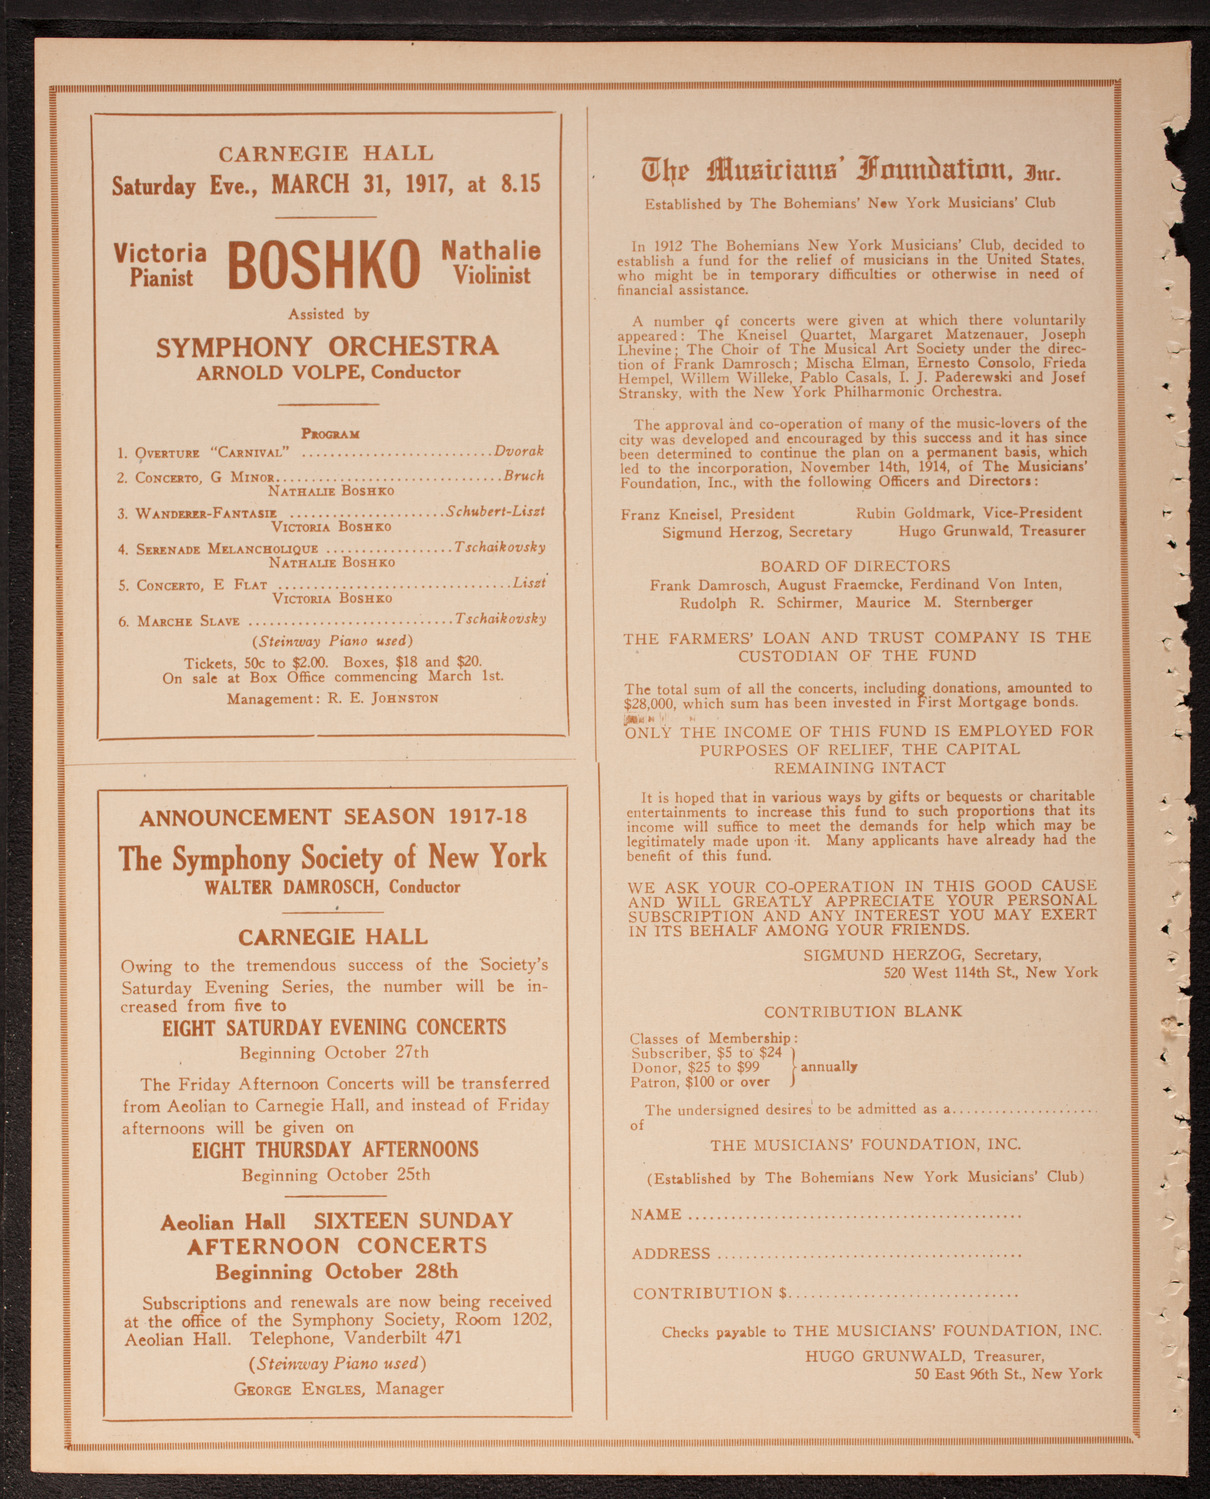 CARNEGIE HALL
Saturday Eve., MARCH 31, 1917, at 8.15
Victoria
Pianist
BOSHKO
Nathalie
Violinist
Assisted by
SYMPHONY ORCHESTRA
ARNOLD VOLPE, Conductor
PROGRAM
1. OVERTURE "CARNIVAL" ..........................Dvorak
2. CONCERTO, G MINOR...............................Bruch
NATHALIE BOSHKO
3. WANDERER-FANTASIE .....................Schubert-Liszt
VICTORIA BOSHKO
4. SERENADE MELANCHOLIQUE .................Tschaikovsky
NATHALIE BOSHKO
5. CONCERTO, E FLAT ................................Liszt
VICTORIA BOSHKO
6. MARCHE SLAVE ............................Tschaikovsky
(Steinway Piano used)
Tickets, 50c to $2.00. Boxes, $18 and $20.
On sale at Box Office commencing March 1st.
Management: R. E. JOHNSTON
ANNOUNCEMENT SEASON 1917-18
The Symphony Society of New York
WALTER DAMROSCH, Conductor
CARNEGIE HALL
Owing to the tremendous success of the Society's
Saturday Evening Series, the number will be in-
creased from five to
EIGHT SATURDAY EVENING CONCERTS
Beginning October 27th
The Friday Afternoon Concerts will be transferred
from Aeolian to Carnegie Hall, and instead of Friday
afternoons will be given on
EIGHT THURSDAY AFTERNOONS
Beginning October 25th
Aeolian Hall SIXTEEN SUNDAY
AFTERNOON CONCERTS
Beginning October 28th
Subscriptions and renewals are now being received
at the office of the Symphony Society, Room 1202,
Aeolian Hall. Telephone, Vanderbilt 471
(Steinway Piano used)
GEORGE ENGLES, Manager
The Musicians' Foundation, Inc.
Established by The Bohemians' New York Musicians' Club
In 1912 The Bohemians New York Musicians' Club, decided to
establish a fund for the relief of musicians in the United States,
who might be in temporary difficulties or otherwise in need of
financial assistance.
A number of concerts were given at which there voluntarily
appeared: The Kneisel Quartet, Margaret Matzenauer, Joseph
Lhevine; The Choir of The Musical Art Society under the direc-
tion of Frank Damrosch; Mischa Elman, Ernesto Consolo, Frieda
Hempel, Willem Willeke, Pablo Casals, I. J. Paderewski and Josef
Stransky, with the New York Philharmonic Orchestra.
The approval and co-operation of many of the music-lovers of the
city was developed and encouraged by this success and it has since
been determined to continue the plan on a permanent basis, which
led to the incorporation, November 14th, 1914, of The Musicians'
Foundation, Inc., with the following Officers and Directors:
Franz Kneisel, President Rubin Goldmark, Vice-President
Sigmund Herzog, Secretary Hugo Grunwald, Treasurer
BOARD OF DIRECTORS
Frank Damrosch, August Fraemcke, Ferdinand Von Inten,
Rudolph R. Schirmer, Maurice M. Sternberger
THE FARMERS' LOAN AND TRUST COMPANY IS THE
CUSTODIAN OF THE FUND
The total sum of all the concerts, including donations, amounted to
$28,000, which sum has been invested in First Mortgage bonds.
ONLY THE INCOME OF THIS FUND IS EMPLOYED FOR
PURPOSES OF RELIEF, THE CAPITAL
REMAINING INTACT
It is hoped that in various ways by gifts or bequests or charitable
entertainments to increase this fund to such proportions that its
income will suffice to meet the demands for help which may be
legitimately made upon it. Many applicants have already had the
benefit of this fund.
WE ASK YOUR CO-OPERATION IN THIS GOOD CAUSE
AND WILL GREATLY APPRECIATE YOUR PERSONAL
SUBSCRIPTION AND ANY INTEREST YOU MAY EXERT
IN ITS BEHALF AMONG YOUR FRIENDS.
SIGMUND HERZOG, Secretary,
520 West 114th St., New York
CONTRIBUTION BLANK
Classes of Membership:
Subscriber, $5 to $24
Donor, $25 to $99 } annually
Patron, $100 or over
The undersigned desires to be admitted as a.....................
of
THE MUSICIANS' FOUNDATION, INC.
(Established by The Bohemians New York Musicians' Club)
NAME ..............................................
ADDRESS ..........................................
CONTRIBUTION $................................
Checks payable to THE MUSICIANS' FOUNDATION, INC.
HUGO GRUNWALD, Treasurer,
50 East 96th St., New York